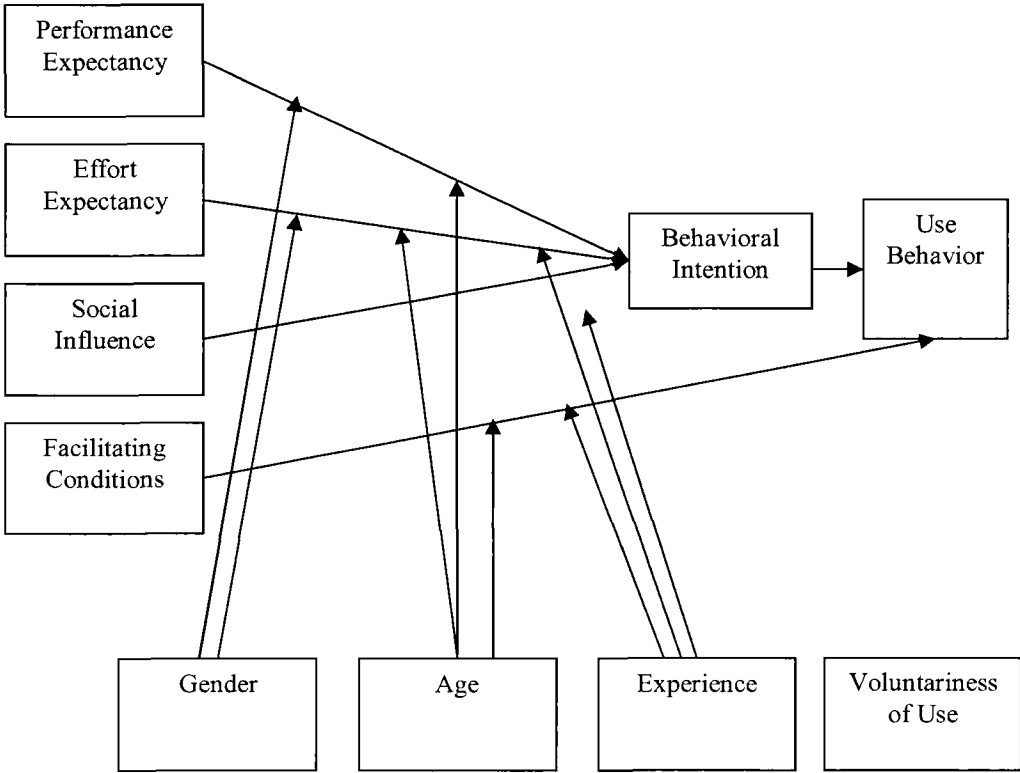 Performance
Expectancy
Effort
Expectancy
Social
Influence
Facilitating
Conditions
Behavioral
Intention
Use
Behavior
Gender
Age
Experience
Voluntariness
of Use